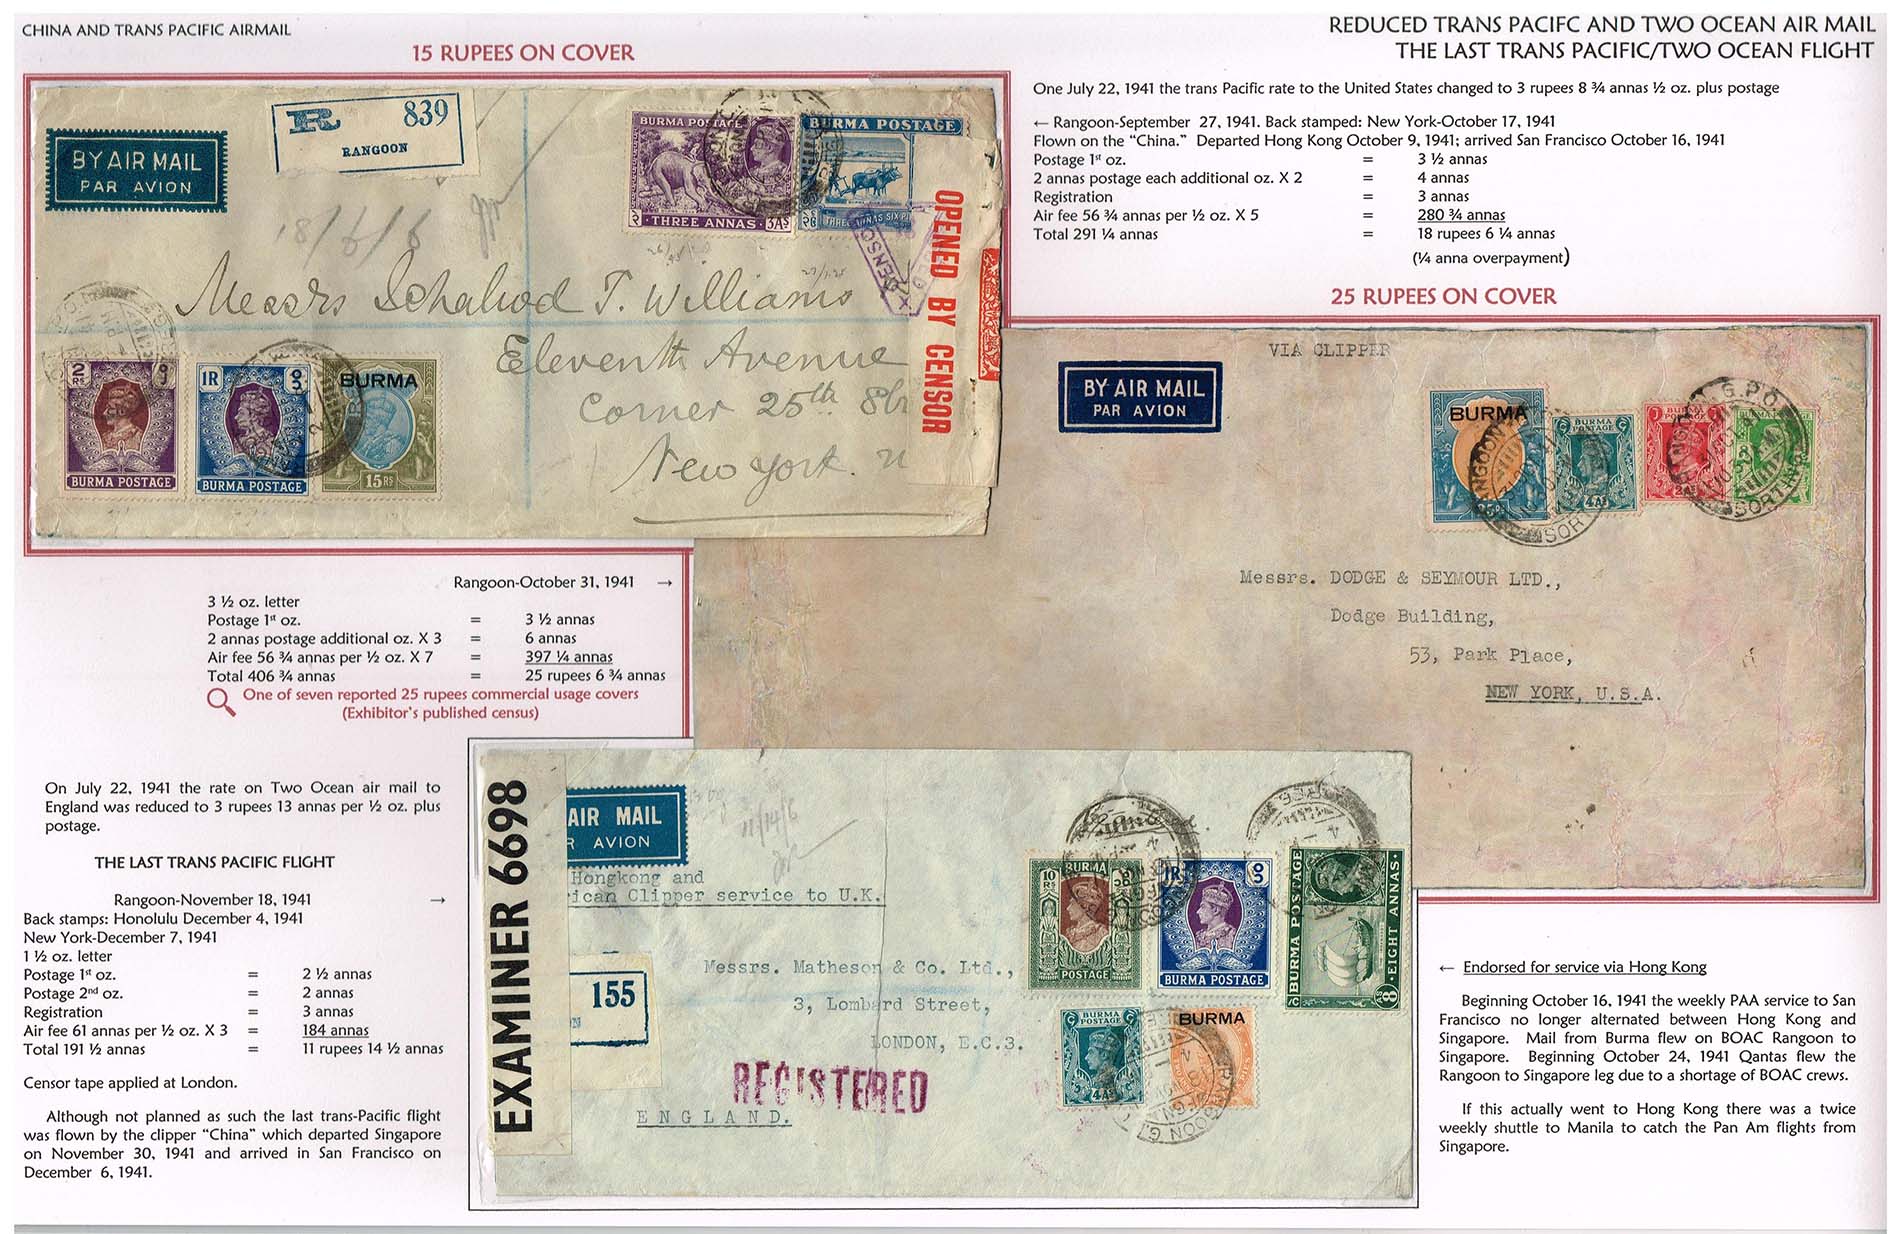 CHINA AND TRANS PACIFIC AIRMAIL
REDUCED TRANS PACIFC AND TWO OCEAN AIR MAIL
THE LAST TRANS PACIFIC/TWO OCEAN FLIGHT
15 RUPEES ON COVER
One July 22, 1941 the trans Pacific rate to the United States changed to 3 rupees 8 ¾ annas ½ oz. plus postage
← Rangoon-September 27, 1941. Back stamped: New York-October 17, 1941
Flown on the “China.” Departed Hong Kong October 9, 1941; arrived San Francisco October 16, 1941
Postage 1st oz. = 3 ½ annas
2 annas postage each additional oz. X 2 = 4 annas
Registration = 3 annas
Air fee 56 ¾ annas per ½ oz. X 5 = 280 ¾ annas
Total 291 ¼ annas = 18 rupees 6 ¼ annas
(¼ anna overpayment)
25 RUPEES ON COVER
BY AIR MAIL
PAR AVION
R 839
RANGOON
18/6/6
BURMA POSTAGE
THREE ANNAS 3AS
BURMA POSTAGE
THREE ANNAS SIX PIES
OPENED BY CENSOR
Messrs Schaliod T. Williams
Eleventh Avenue
Corner 25th Str
New York.
2 RS
BURMA POSTAGE
1R
BURMA POSTAGE
BURMA
15RS
VIA CLIPPER
BY AIR MAIL
PAR AVION
BURMA
BURMA POSTAGE
4AS
BURMA POSTAGE
2AS
RANGOON G.P.O.
SORTING
Messrs. DODGE & SEYMOUR LTD.,
Dodge Building,
53, Park Place,
NEW YORK, U.S.A.
Rangoon-October 31, 1941 →
3 ½ oz. letter
Postage 1st oz. = 3 ½ annas
2 annas postage additional oz. X 3 = 6 annas
Air fee 56 ¾ annas per ½ oz. X 7 = 397 ¼ annas
Total 406 ¾ annas = 25 rupees 6 ¾ annas
One of seven reported 25 rupees commercial usage covers
(Exhibitor’s published census)
On July 22, 1941 the rate on Two Ocean air mail to
England was reduced to 3 rupees 13 annas per ½ oz. plus
postage.
THE LAST TRANS PACIFIC FLIGHT
Rangoon-November 18, 1941 →
Back stamps: Honolulu December 4, 1941
New York-December 7, 1941
1 ½ oz. letter
Postage 1st oz. = 2 ½ annas
Postage 2nd oz. = 2 annas
Registration = 3 annas
Air fee 61 annas per ½ oz. X 3 = 184 annas
Total 191 ½ annas = 11 rupees 14 ½ annas
Censor tape applied at London.
Although not planned as such the last trans-Pacific flight
was flown by the clipper “China” which departed Singapore
on November 30, 1941 and arrived in San Francisco on
December 6, 1941.
EXAMINER 6698
AIR MAIL
R AVION
11/14/6
Hongkong and
rican Clipper service to U.K.
155
Messrs. Matheson & Co. Ltd.,
3, Lombard Street,
LONDON, E.C.3.
REGISTERED
ENGLAND.
BURMA
10 RS
POSTAGE
1R
BURMA POSTAGE
BURMA POSTAGE
8 AS EIGHT ANNAS
BURMA POSTAGE
4AS
BURMA
← Endorsed for service via Hong Kong
Beginning October 16, 1941 the weekly PAA service to San
Francisco no longer alternated between Hong Kong and
Singapore. Mail from Burma flew on BOAC Rangoon to
Singapore. Beginning October 24, 1941 Qantas flew the
Rangoon to Singapore leg due to a shortage of BOAC crews.
If this actually went to Hong Kong there was a twice
weekly shuttle to Manila to catch the Pan Am flights from
Singapore.